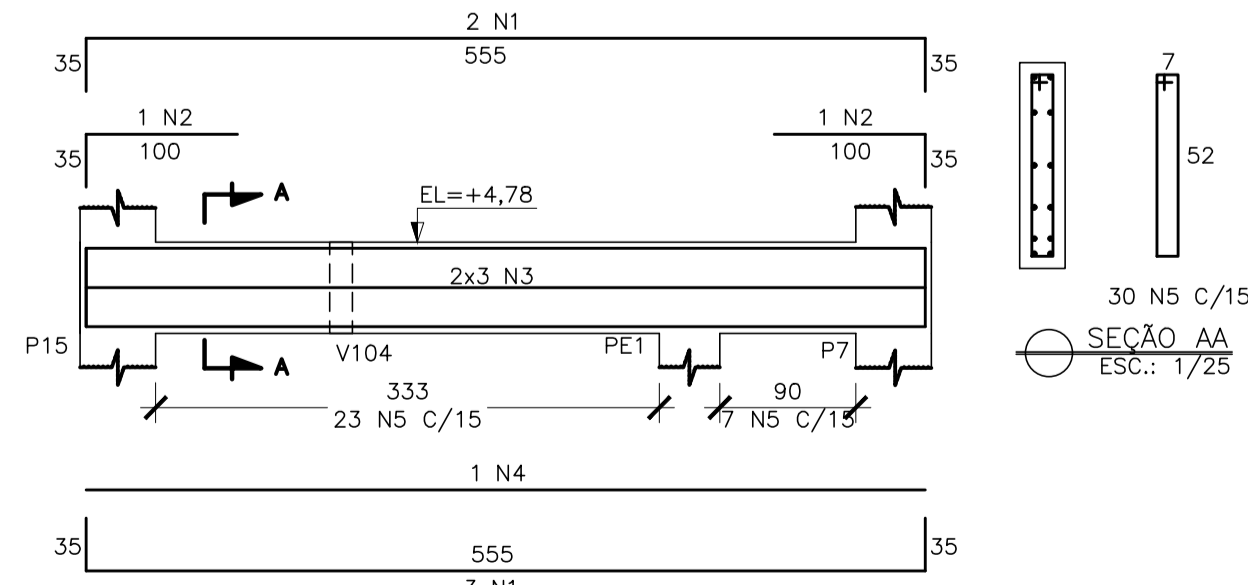 2 N1
35
555
35
1 N2
35
100
1 N2
100
35
A
EL=+4,78
2x3 N3
P15
V104
PE1
P7
A
333
23 N5 C/15
90
7 N5 C/15
1 N4
35
555
35
3 N1
7
52
30 N5 C/15
SEÇÃO AA
ESC.: 1/25